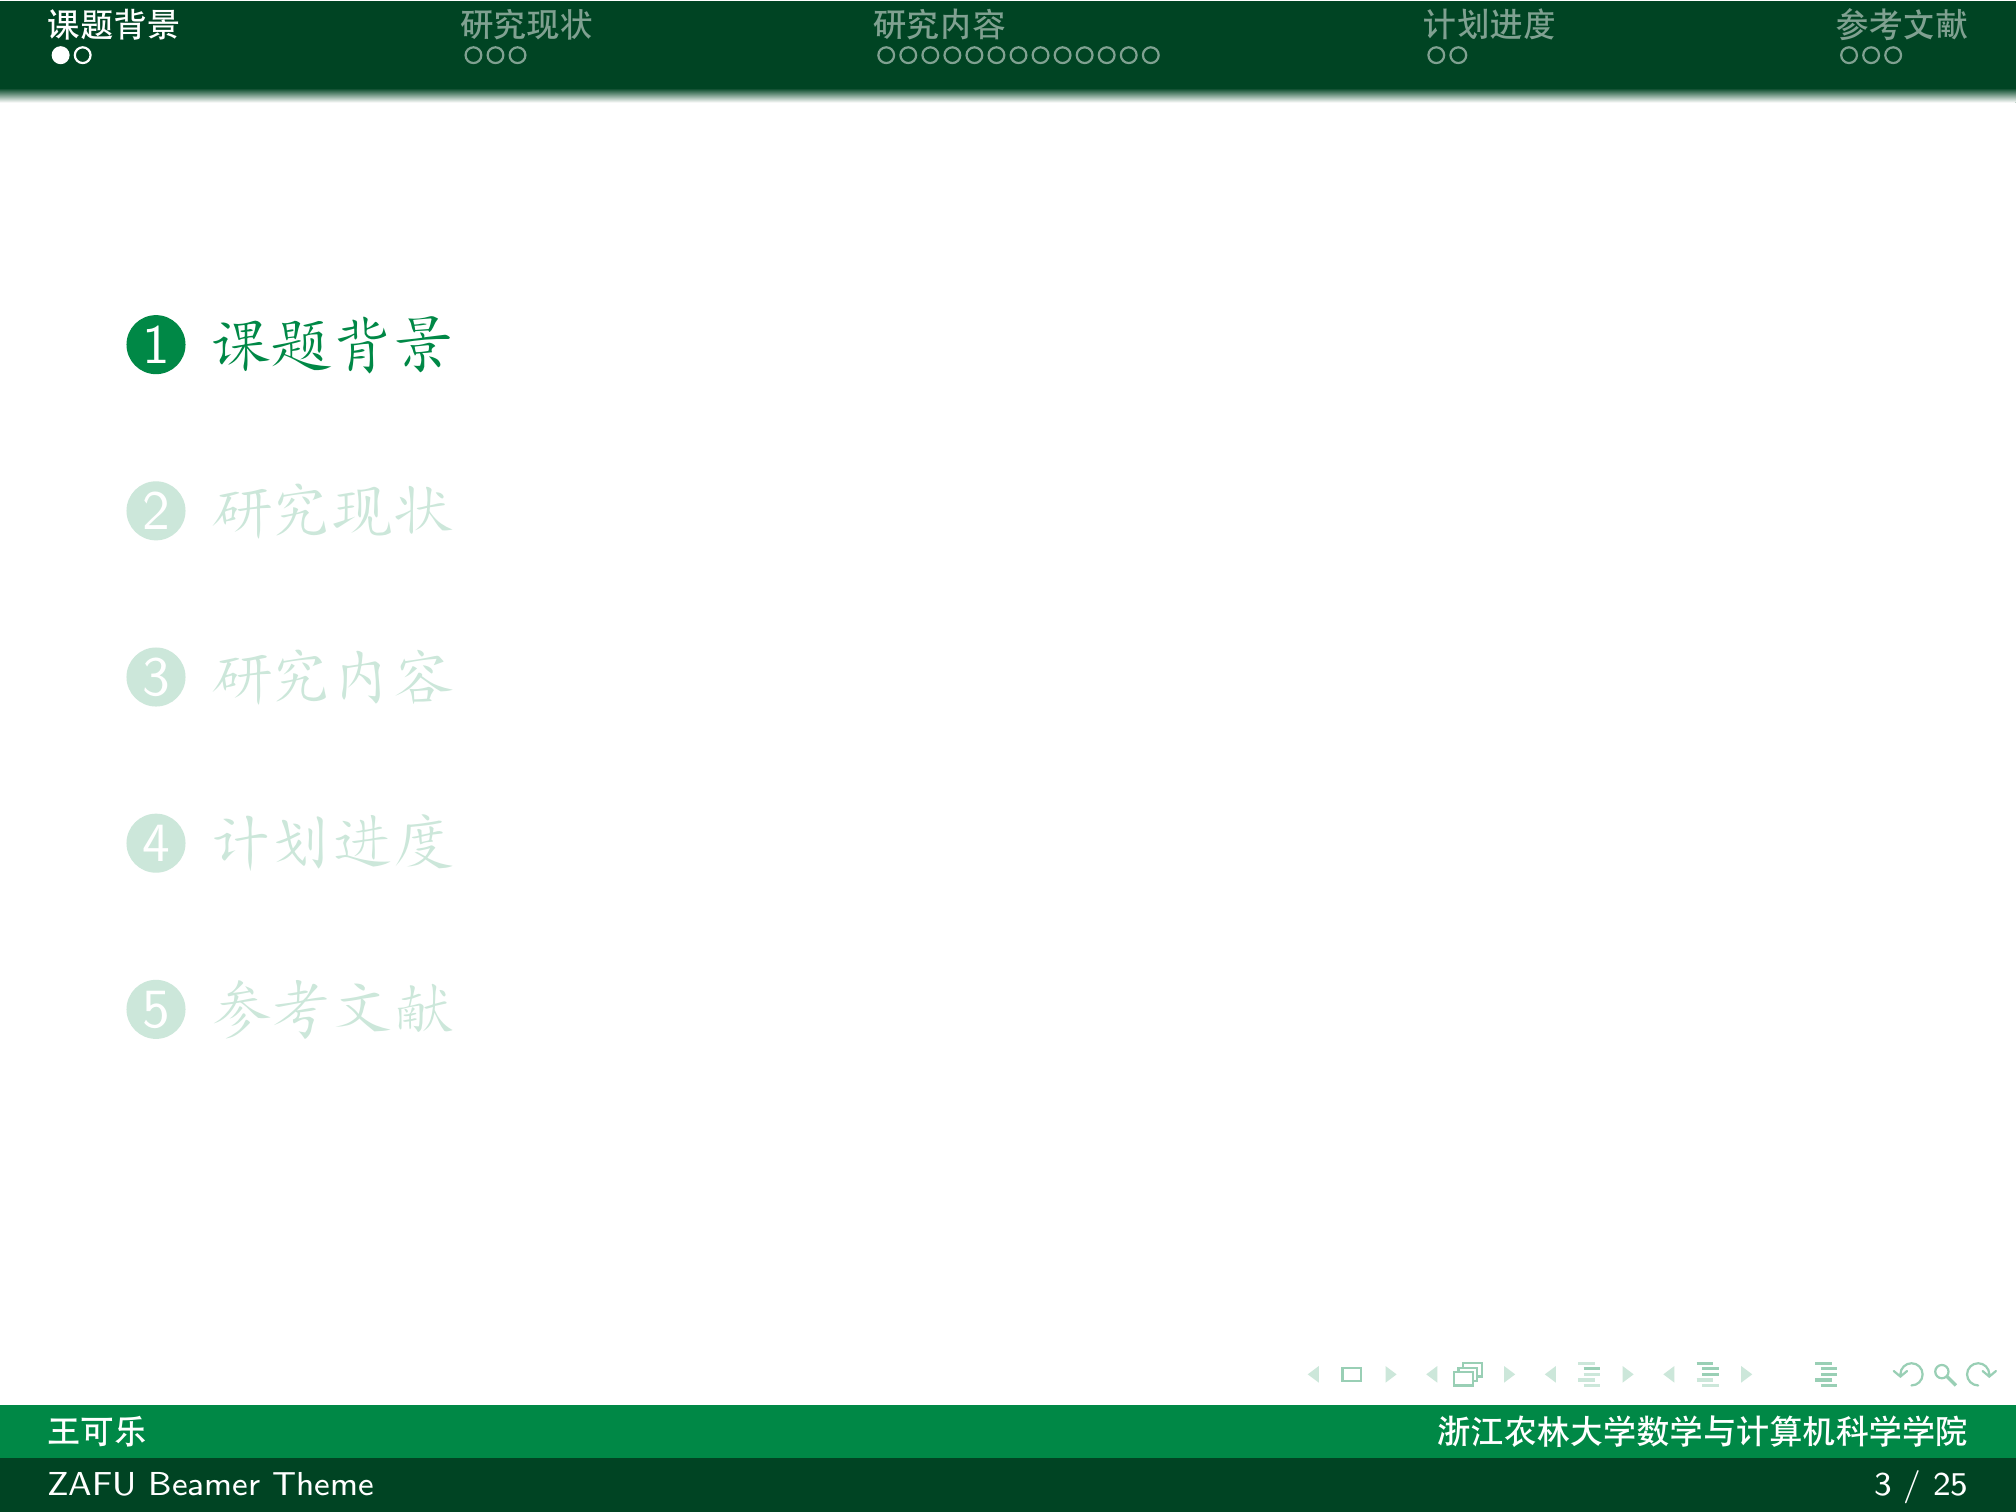 课题背景 研究现状 研究内容 计划进度 参考文献
1 课题背景
2 研究现状
3 研究内容
4 计划进度
5 参考文献
王可乐 浙江农林大学数学与计算机科学学院
ZAFU Beamer Theme 3 / 25